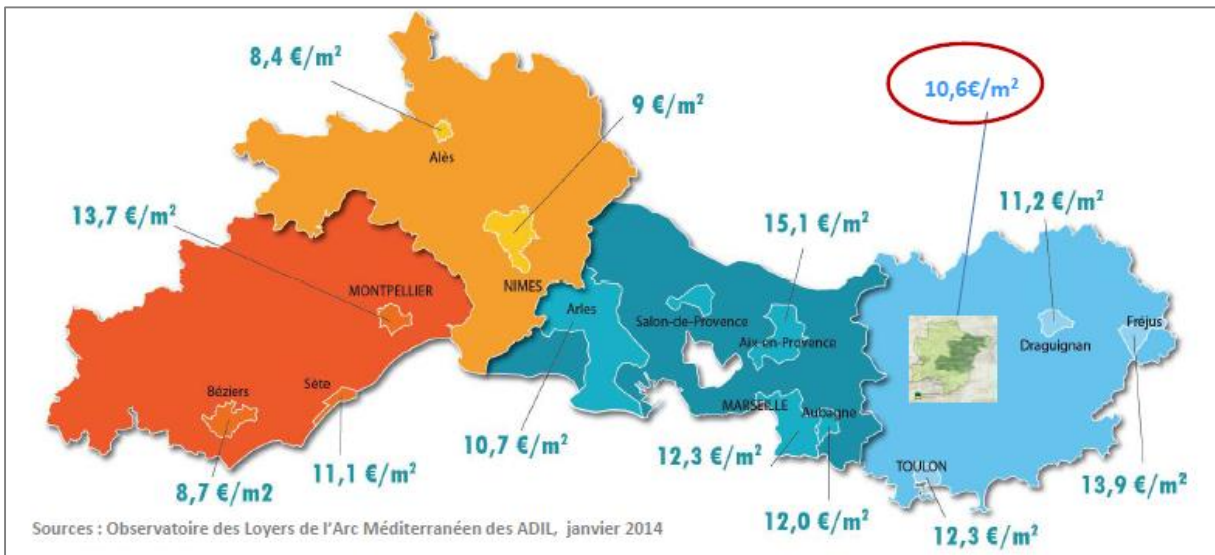 8,4 €/m²
9 €/m²
10,6€/m²
Alès
13,7 €/m²
15,1 €/m²
11,2 €/m²
MONTPELLIER
NIMES
Arles
Salon-de-Provence
Aix-en-Provence
Draguignan
Fréjus
Béziers
Sète
MARSEILLE
Aubagne
TOULON
10,7 €/m²
12,3 €/m²
11,1 €/m²
8,7 €/m2
13,9 €/m²
12,0 €/m²
12,3 €/m²
Sources : Observatoire des Loyers de l'Arc Méditerranéen des ADIL, janvier 2014